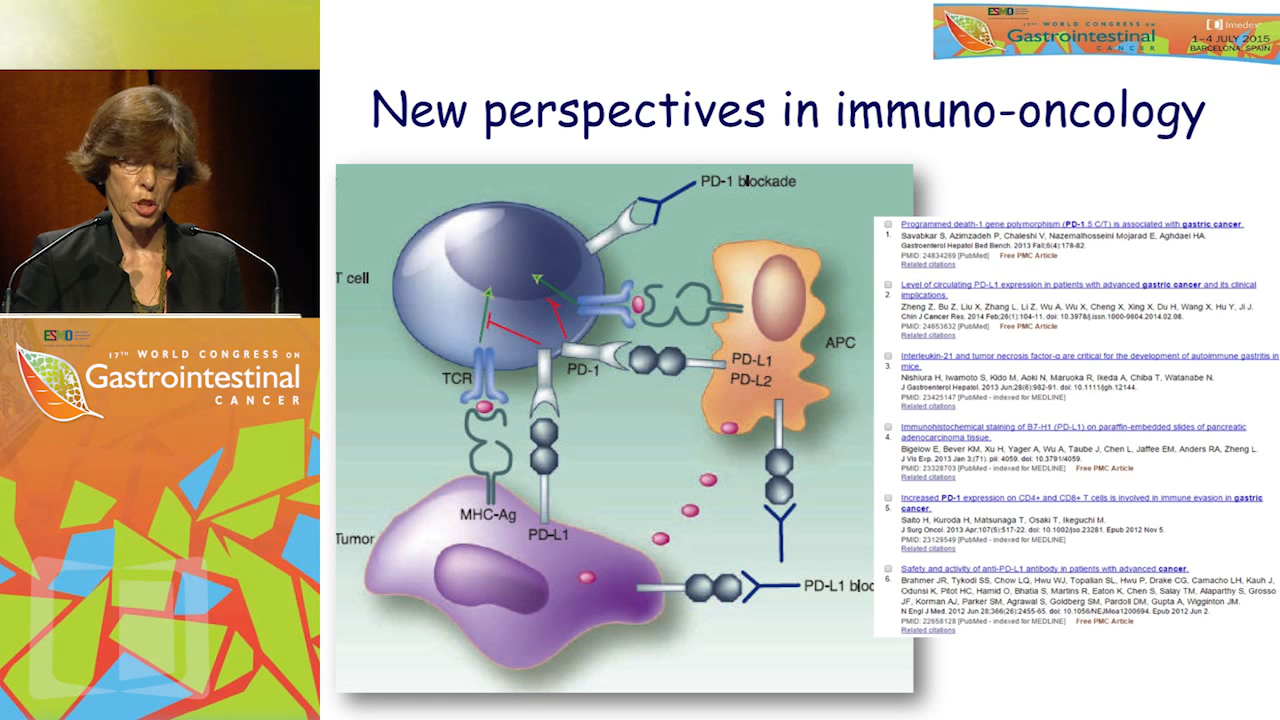 ESMO
17TH WORLD CONGRESS ON
Gastrointestinal
CANCER
Imedex
1–4 JULY 2015
BARCELONA, SPAIN
New perspectives in immuno-oncology
PD-1 blockade
T cell
APC
PD-L1
PD-L2
PD-1
TCR
MHC-Ag
PD-L1
Tumor
PD-L1 bloc
Programmed death-1 gene polymorphism (PD-1.5 C/T) is associated with gastric cancer.
1. Savabkar S, Azimzadeh P, Chaleshi V, Nazemalhosseini Mojarad E, Aghdaei HA.
Gastroenterol Hepatol Bed Bench. 2013 Fall;6(4):178-82.
PMID: 24834269 [PubMed] Free PMC Article
Related citations
Level of circulating PD-L1 expression in patients with advanced gastric cancer and its clinical
2. implications.
Zheng Z, Bu Z, Liu X, Zhang L, Li Z, Wu A, Wu X, Cheng X, Xing X, Du H, Wang X, Hu Y, Ji J.
Chin J Cancer Res. 2014 Feb;26(1):104-11. doi: 10.3978/j.issn.1000-9604.2014.02.08.
PMID: 24653632 [PubMed] Free PMC Article
Related citations
Interleukin-21 and tumor necrosis factor-α are critical for the development of autoimmune gastritis in
3. mice.
Nishiura H, Iwamoto S, Kido M, Aoki N, Maruoka R, Ikeda A, Chiba T, Watanabe N.
J Gastroenterol Hepatol. 2013 Jun;28(6):982-91. doi: 10.1111/jgh.12144.
PMID: 23425147 [PubMed - indexed for MEDLINE]
Related citations
Immunohistochemical staining of B7-H1 (PD-L1) on paraffin-embedded slides of pancreatic
4. adenocarcinoma tissue.
Bigelow E, Bever KM, Xu H, Yager A, Wu A, Taube J, Chen L, Jaffee EM, Anders RA, Zheng L.
J Vis Exp. 2013 Jan 3;(71). pii: 4059. doi: 10.3791/4059.
PMID: 23328703 [PubMed - indexed for MEDLINE] Free PMC Article
Related citations
Increased PD-1 expression on CD4+ and CD8+ T cells is involved in immune evasion in gastric
5. cancer.
Saito H, Kuroda H, Matsunaga T, Osaki T, Ikeguchi M.
J Surg Oncol. 2013 Apr;107(5):517-22. doi: 10.1002/jso.23281. Epub 2012 Nov 5.
PMID: 23129549 [PubMed - indexed for MEDLINE]
Related citations
Safety and activity of anti-PD-L1 antibody in patients with advanced cancer.
6. Brahmer JR, Tykodi SS, Chow LQ, Hwu WJ, Topalian SL, Hwu P, Drake CG, Camacho LH, Kauh J,
Odunsi K, Pitot HC, Hamid O, Bhatia S, Martins R, Eaton K, Chen S, Salay TM, Alaparthy S, Grosso
JF, Korman AJ, Parker SM, Agrawal S, Goldberg SM, Pardoll DM, Gupta A, Wigginton JM.
N Engl J Med. 2012 Jun 28;366(26):2455-65. doi: 10.1056/NEJMoa1200694. Epub 2012 Jun 2.
PMID: 22658128 [PubMed - indexed for MEDLINE] Free PMC Article
Related citations
ESMO
17TH WORLD CONGRESS ON
Gastrointestinal
CANCER